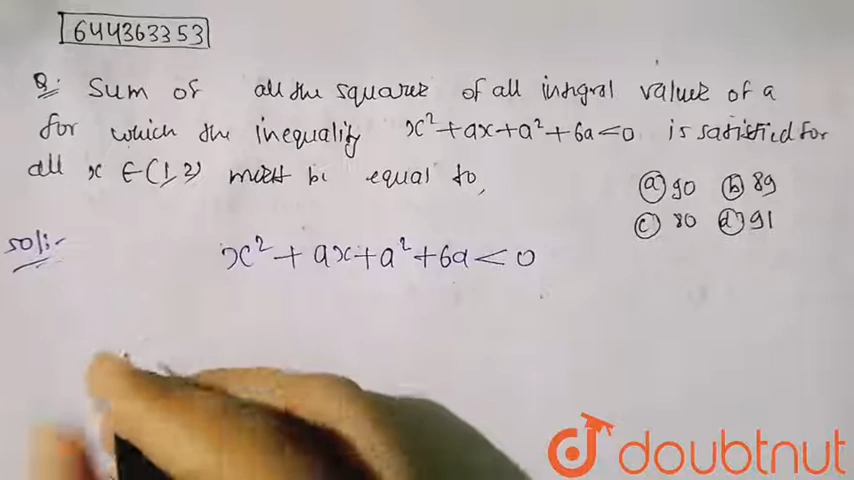 644363353
Q: Sum of all the squares of all integral values of a
for which the inequality x²+ax+a²+6a<0 is satisfied for
all x ∈(1,2) must be equal to,
(a) 90 (b) 89
(c) 80 (d) 91
sol:-
x²+ax+a²+6a<0
doubtnut